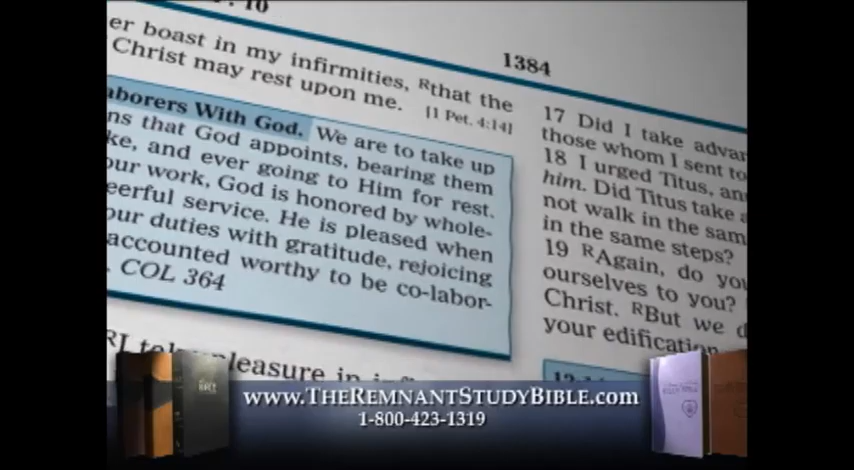 : 10
1384
er boast in my infirmities, Rthat the
Christ may rest upon me. [1 Pet. 4:14]
aborers With God. We are to take up
ns that God appoints, bearing them
ke, and ever going to Him for rest.
our work, God is honored by whole-
eerful service. He is pleased when
our duties with gratitude, rejoicing
accounted worthy to be co-labor-
. COL 364
pleasure in
17 Did I take advan
those whom I sent to
18 I urged Titus, an
him. Did Titus take a
not walk in the sam
in the same steps?
19 RAgain, do you
ourselves to you?
Christ. RBut we d
your edification
www.TheRemnantStudyBible.com
1-800-423-1319